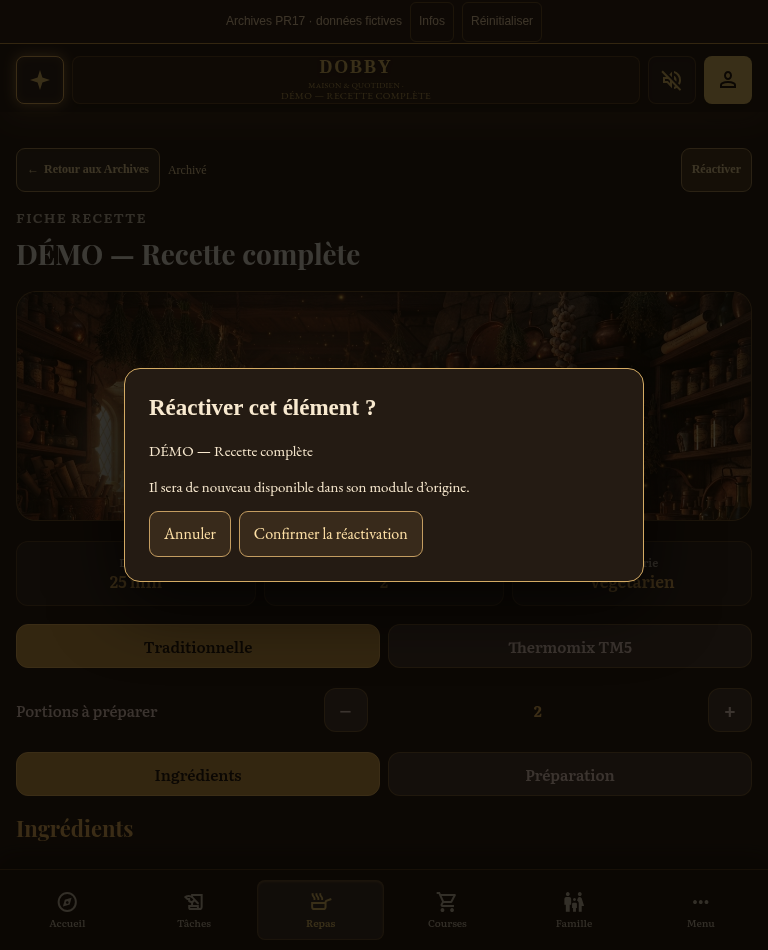 Archives PR17 · données fictives Infos Réinitialiser
DOBBY
MAISON & QUOTIDIEN
DÉMO — RECETTE COMPLÈTE
← Retour aux Archives Archivé Réactiver
FICHE RECETTE
DÉMO — Recette complète
Réactiver cet élément ?
DÉMO — Recette complète
Il sera de nouveau disponible dans son module d’origine.
Annuler Confirmer la réactivation
25 min 2 Végétarien
Traditionnelle Thermomix TM5
Portions à préparer − 2 +
Ingrédients Préparation
Ingrédients
Accueil Tâches Repas Courses Famille Menu